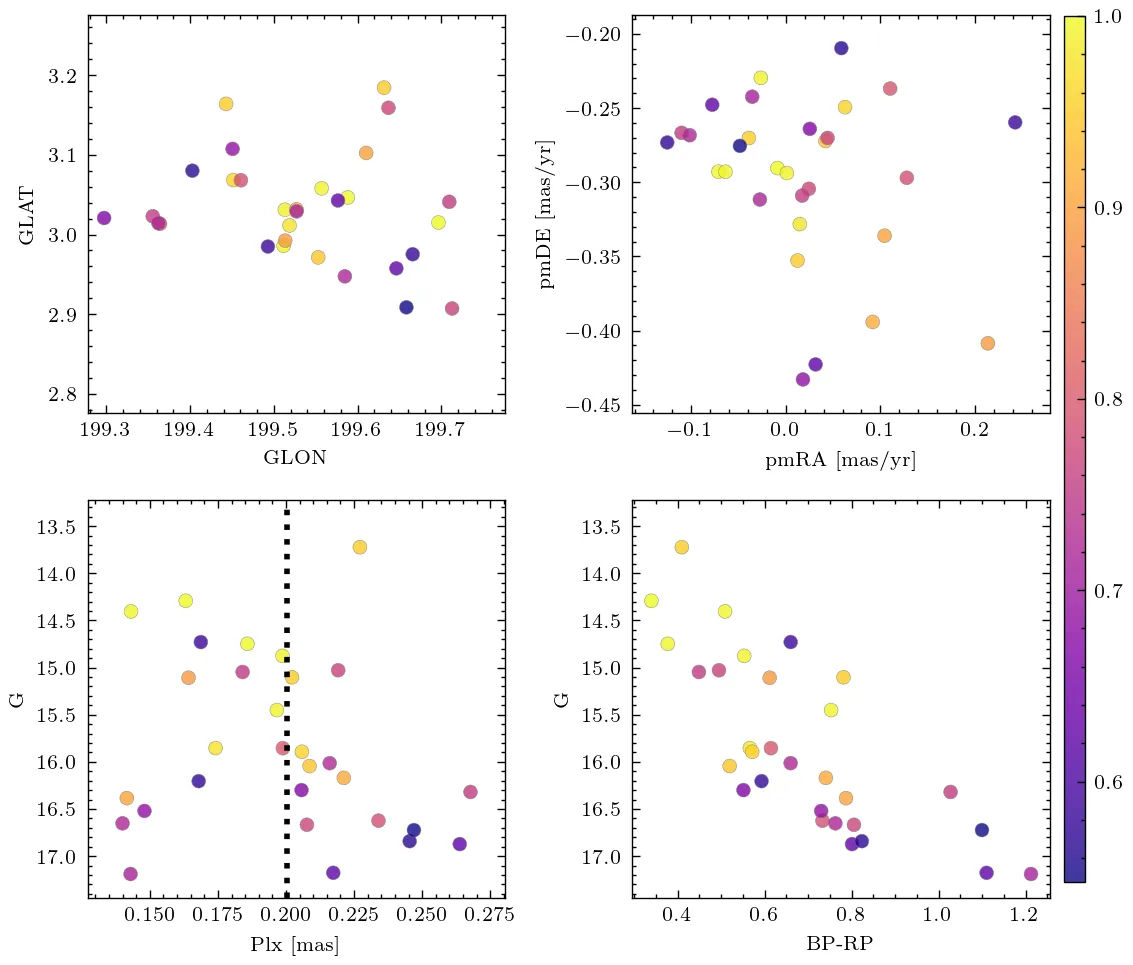 3.2
3.1
3.0
2.9
2.8
GLAT
199.3 199.4 199.5 199.6 199.7
GLON
−0.20
−0.25
−0.30
−0.35
−0.40
−0.45
pmDE [mas/yr]
−0.1 0.0 0.1 0.2
pmRA [mas/yr]
13.5
14.0
14.5
15.0
15.5
16.0
16.5
17.0
G
0.150 0.175 0.200 0.225 0.250 0.275
Plx [mas]
13.5
14.0
14.5
15.0
15.5
16.0
16.5
17.0
G
0.4 0.6 0.8 1.0 1.2
BP-RP
1.0
0.9
0.8
0.7
0.6